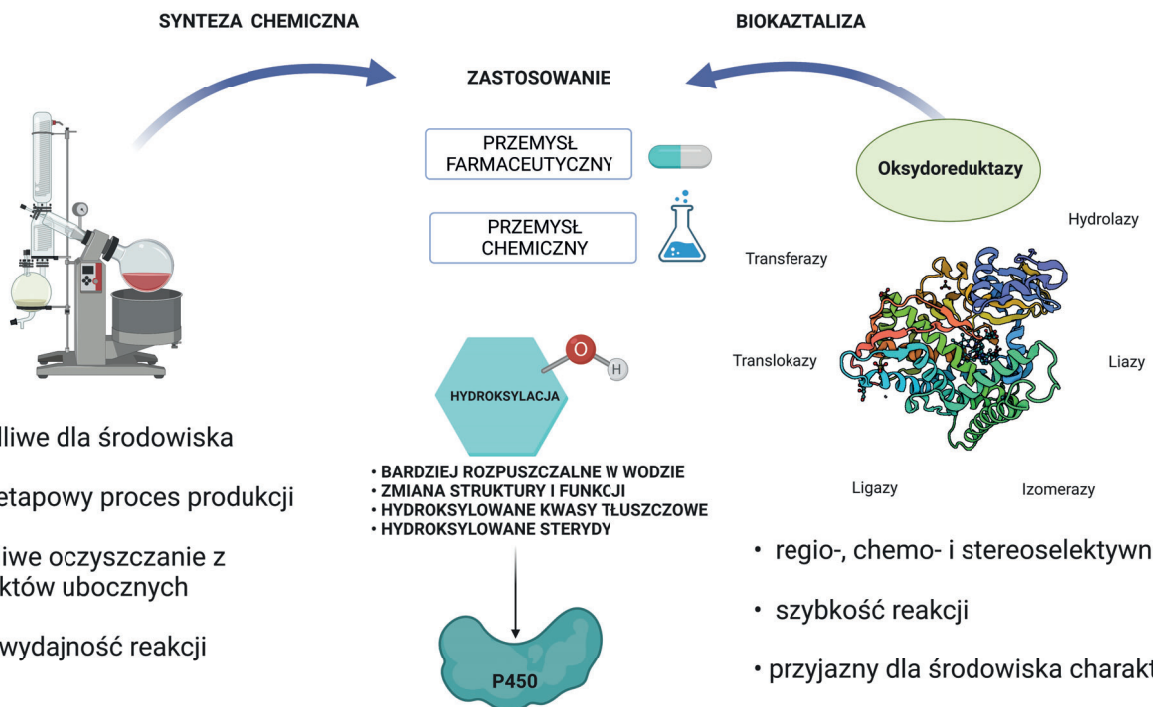 SYNTEZA CHEMICZNA
BIOKAZTALIZA
ZASTOSOWANIE
PRZEMYSŁ
FARMACEUTYCZNY
PRZEMYSŁ
CHEMICZNY
Oksydoreduktazy
Hydrolazy
Transferazy
Translokazy
Liazy
Ligazy
Izomerazy
O
H
HYDROKSYLACJA
• BARDZIEJ ROZPUSZCZALNE W WODZIE
• ZMIANA STRUKTURY I FUNKCJI
• HYDROKSYLOWANE KWASY TŁUSZCZOWE
• HYDROKSYLOWANE STERYDY
P450
dliwe dla środowiska
etapowy proces produkcji
iwe oczyszczanie z
któw ubocznych
wydajność reakcji
• regio-, chemo- i stereoselektywn
• szybkość reakcji
• przyjazny dla środowiska charakt